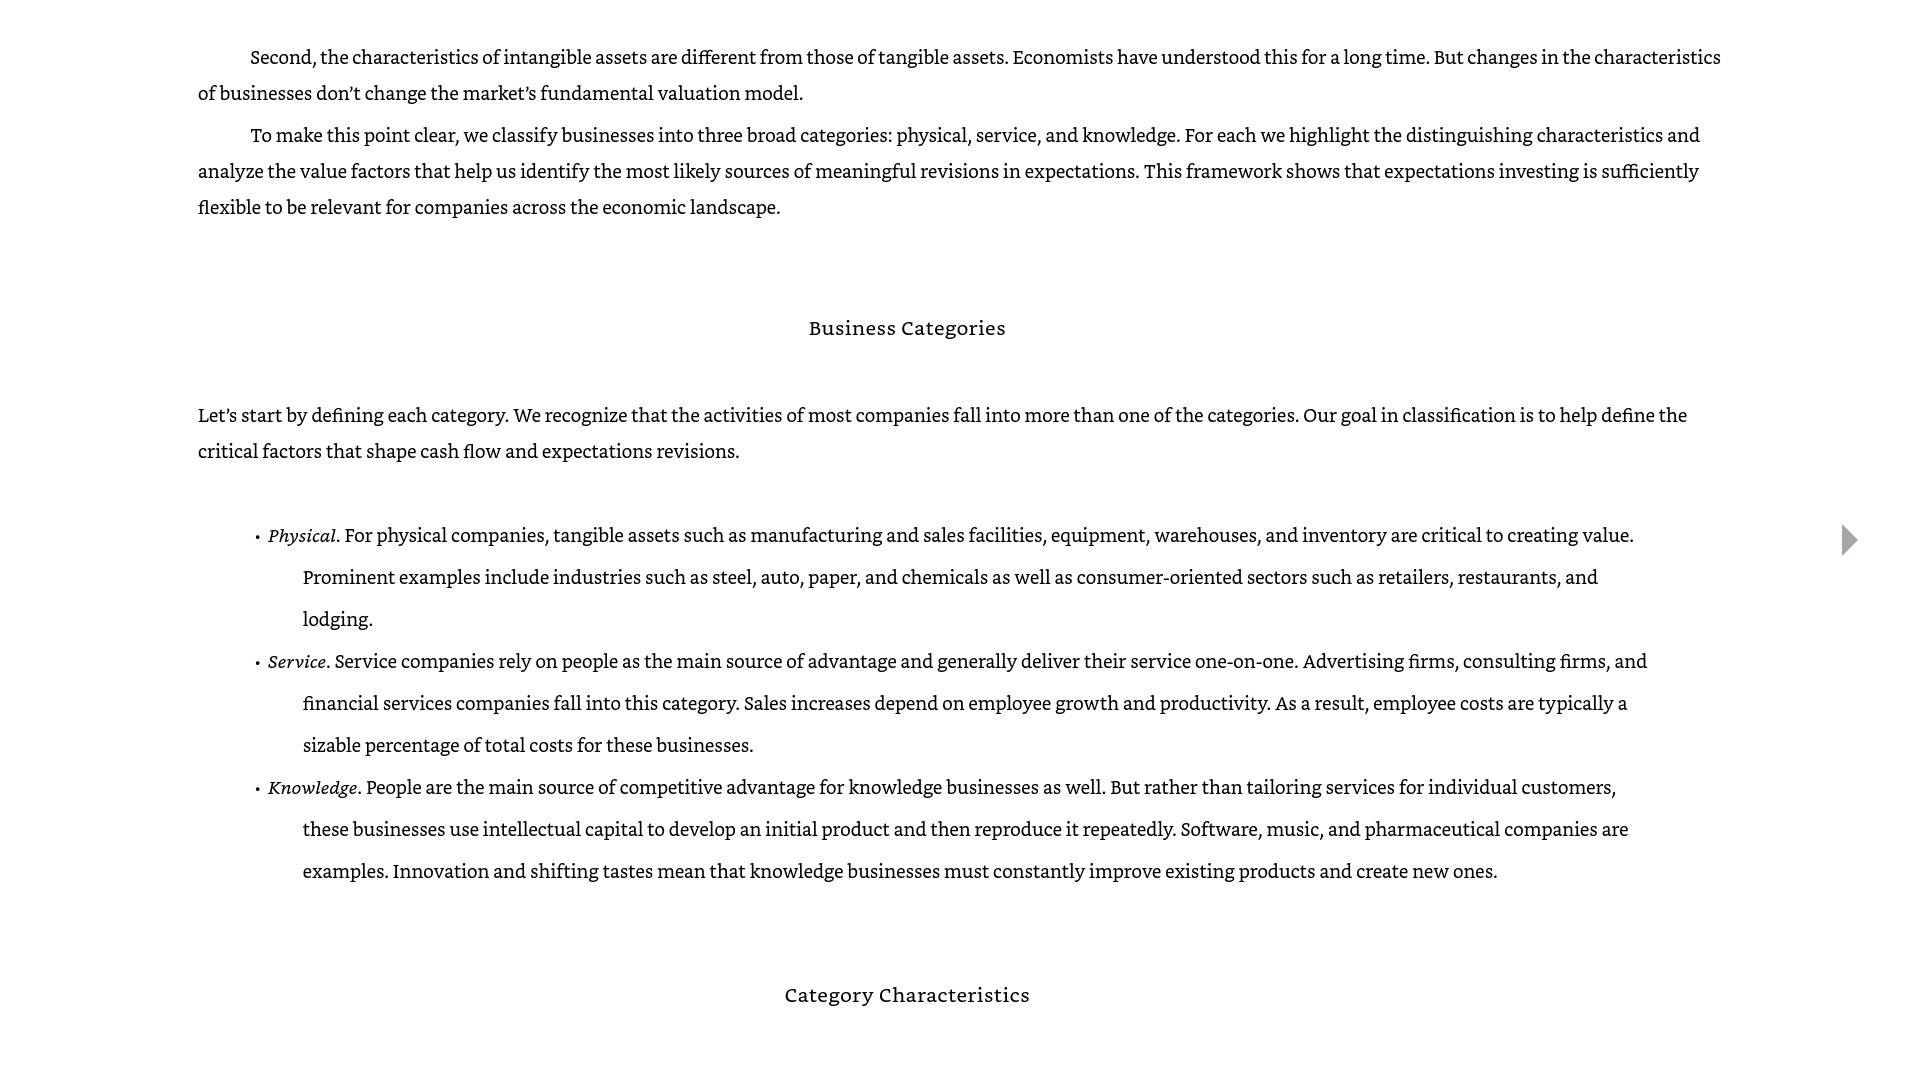 Second, the characteristics of intangible assets are different from those of tangible assets. Economists have understood this for a long time. But changes in the characteristics
of businesses don’t change the market’s fundamental valuation model.
To make this point clear, we classify businesses into three broad categories: physical, service, and knowledge. For each we highlight the distinguishing characteristics and
analyze the value factors that help us identify the most likely sources of meaningful revisions in expectations. This framework shows that expectations investing is sufficiently
flexible to be relevant for companies across the economic landscape.
Business Categories
Let’s start by defining each category. We recognize that the activities of most companies fall into more than one of the categories. Our goal in classification is to help define the
critical factors that shape cash flow and expectations revisions.
• Physical. For physical companies, tangible assets such as manufacturing and sales facilities, equipment, warehouses, and inventory are critical to creating value.
Prominent examples include industries such as steel, auto, paper, and chemicals as well as consumer-oriented sectors such as retailers, restaurants, and
lodging.
• Service. Service companies rely on people as the main source of advantage and generally deliver their service one-on-one. Advertising firms, consulting firms, and
financial services companies fall into this category. Sales increases depend on employee growth and productivity. As a result, employee costs are typically a
sizable percentage of total costs for these businesses.
• Knowledge. People are the main source of competitive advantage for knowledge businesses as well. But rather than tailoring services for individual customers,
these businesses use intellectual capital to develop an initial product and then reproduce it repeatedly. Software, music, and pharmaceutical companies are
examples. Innovation and shifting tastes mean that knowledge businesses must constantly improve existing products and create new ones.
Category Characteristics